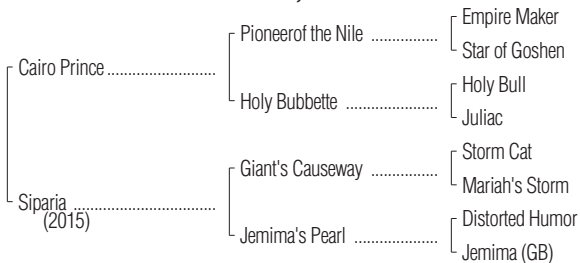 Empire Maker
Pioneerof the Nile ................
Star of Goshen
Cairo Prince ..........................
Holy Bull
Holy Bubbette ......................
Juliac
Storm Cat
Giant's Causeway ................
Mariah's Storm
Siparia ..................................
(2015)
Distorted Humor
Jemima's Pearl ....................
Jemima (GB)